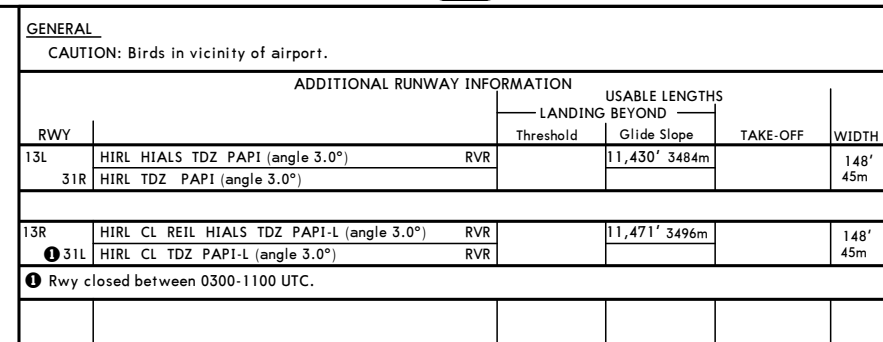 GENERAL
CAUTION: Birds in vicinity of airport.
ADDITIONAL RUNWAY INFORMATION
USABLE LENGTHS
LANDING BEYOND
RWY Threshold Glide Slope TAKE-OFF WIDTH
13L HIRL HIALS TDZ PAPI (angle 3.0°) RVR 11,430' 3484m 148'
31R HIRL TDZ PAPI (angle 3.0°) 45m
13R HIRL CL REIL HIALS TDZ PAPI-L (angle 3.0°) RVR 11,471' 3496m 148'
❶ 31L HIRL CL TDZ PAPI-L (angle 3.0°) RVR 45m
❶ Rwy closed between 0300-1100 UTC.